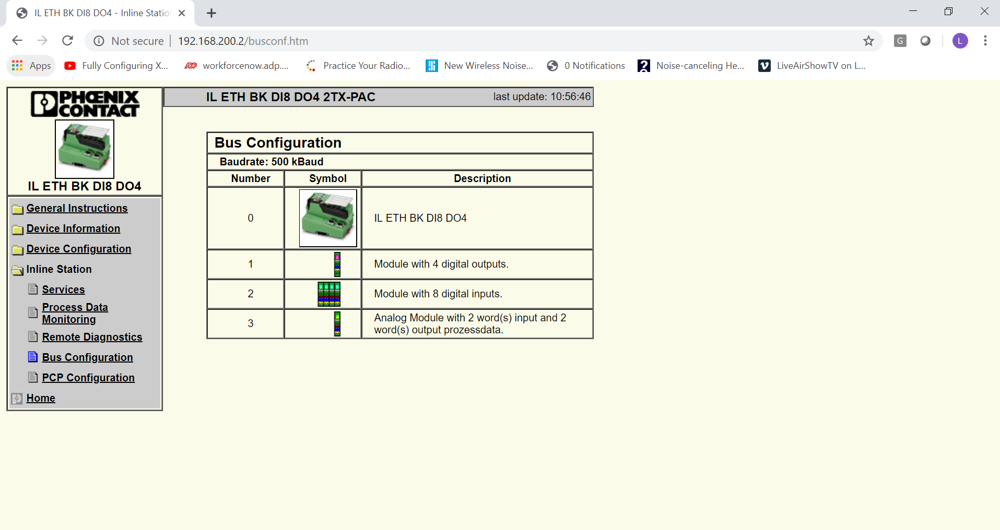 IL ETH BK DI8 DO4 - Inline Statio
Not secure 192.168.200.2/busconf.htm
G
L
Apps
Fully Configuring X...
ADP
workforcenow.adp....
Practice Your Radio...
New Wireless Noise...
0 Notifications
Noise-canceling He...
LiveAirShowTV on L...
PHŒNIX
CONTACT
IL ETH BK DI8 DO4
General Instructions
Device Information
Device Configuration
Inline Station
Services
Process Data
Monitoring
Remote Diagnostics
Bus Configuration
PCP Configuration
Home
IL ETH BK DI8 DO4 2TX-PAC last update: 10:56:46
Bus Configuration
Baudrate: 500 kBaud
Number Symbol Description
0 IL ETH BK DI8 DO4
1 Module with 4 digital outputs.
2 Module with 8 digital inputs.
3 Analog Module with 2 word(s) input and 2
word(s) output prozessdata.